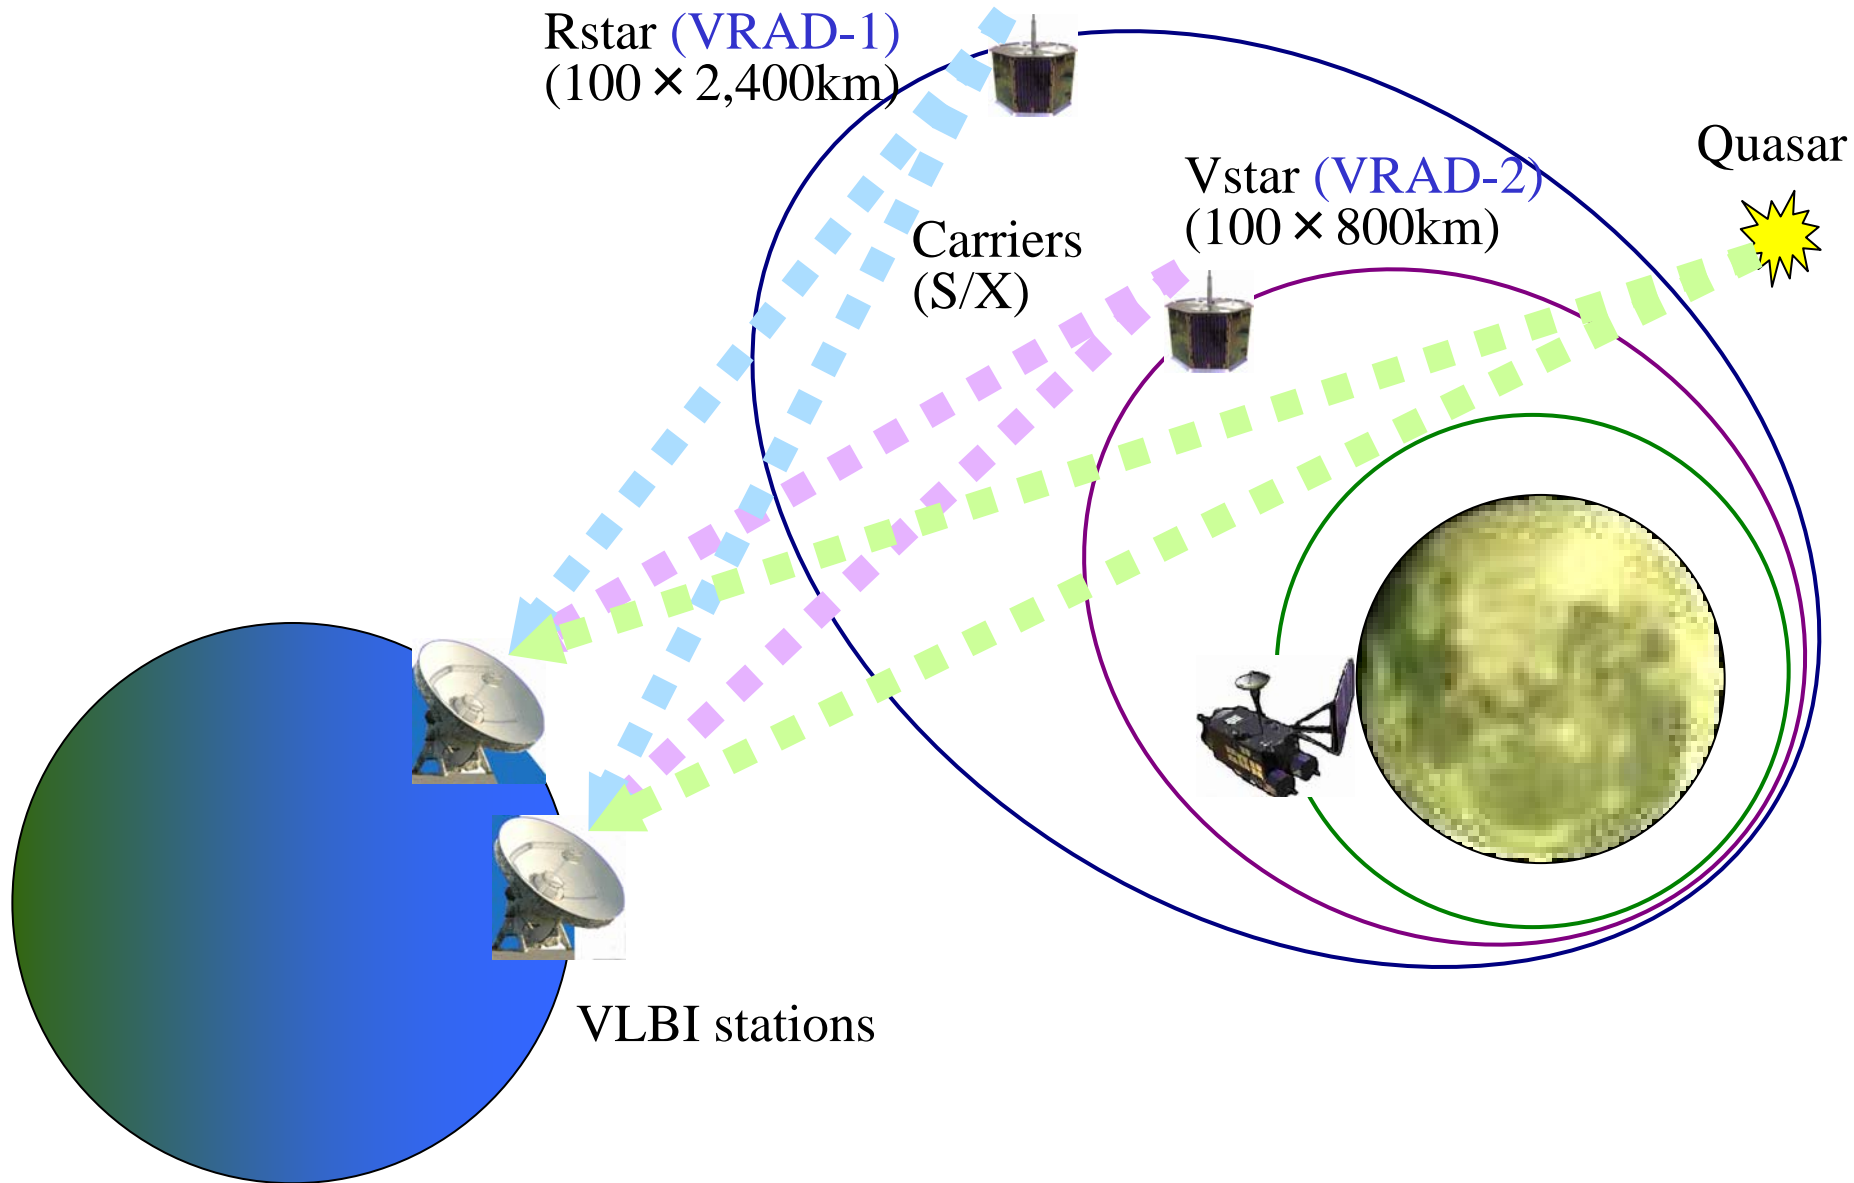 Rstar (VRAD-1)
(100 × 2,400km)
Quasar
Vstar (VRAD-2)
(100 × 800km)
Carriers
(S/X)
VLBI stations